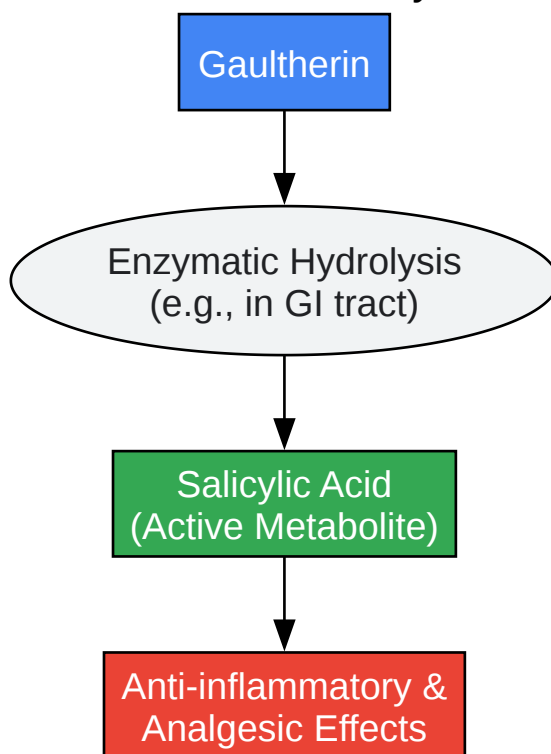 Gaultherin
Enzymatic Hydrolysis
(e.g., in GI tract)
Salicylic Acid
(Active Metabolite)
Anti-inflammatory &
Analgesic Effects